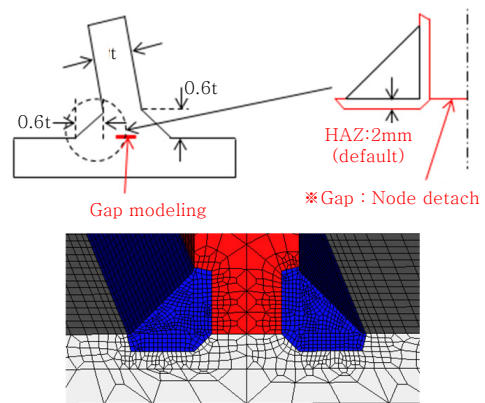 t
0.6t
0.6t
HAZ:2mm
(default)
Gap modeling
※Gap : Node detach